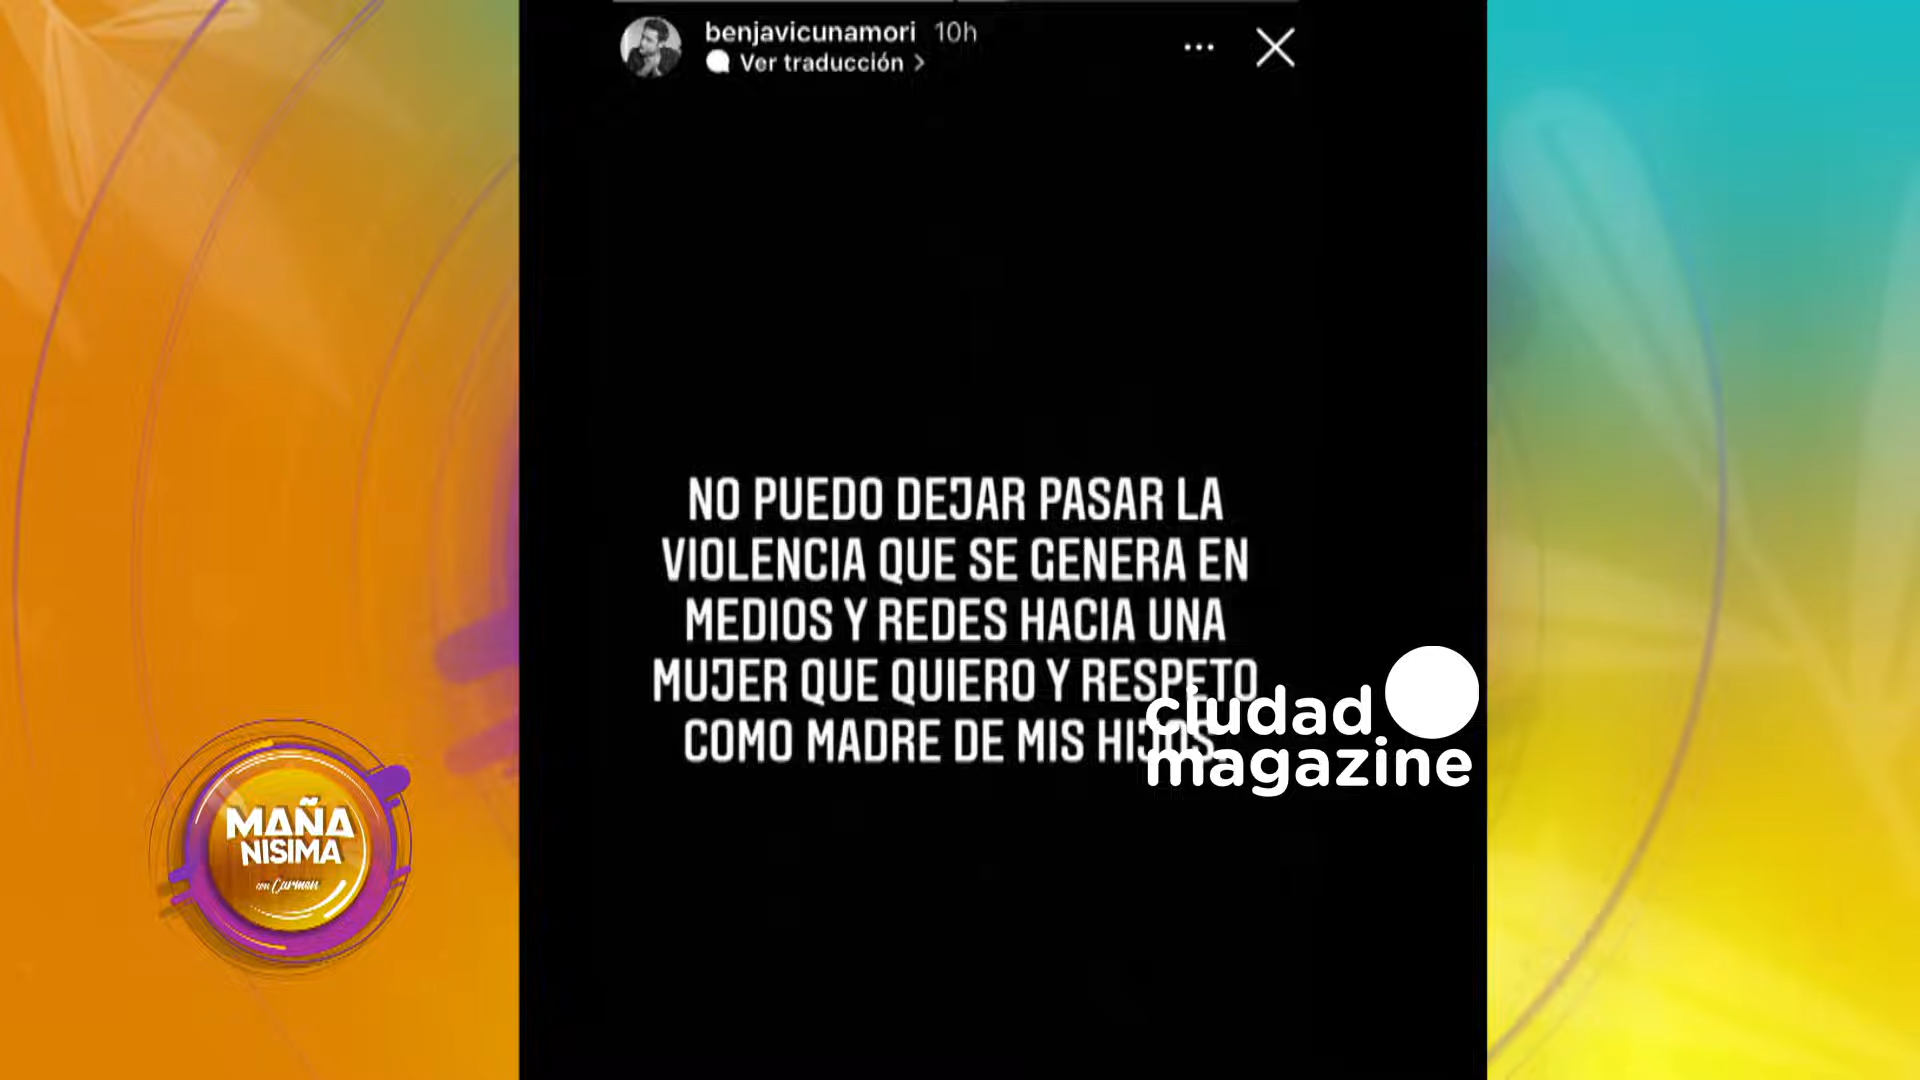 benjavicunamori 10h
Ver traducción
NO PUEDO DEJAR PASAR LA
VIOLENCIA QUE SE GENERA EN
MEDIOS Y REDES HACIA UNA
MUJER QUE QUIERO Y RESPETO
COMO MADRE DE MIS HIJOS.
ciudad
magazine
MAÑA
NISIMA
con Carmen